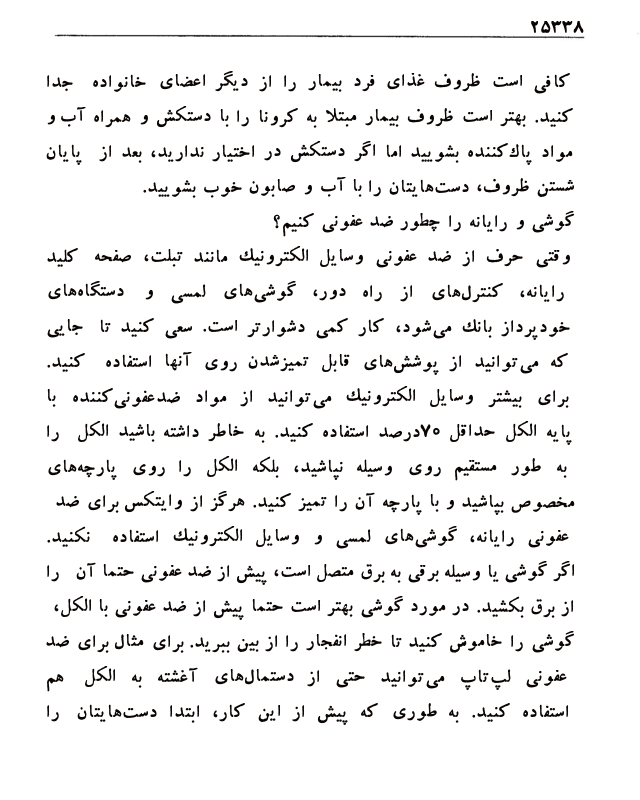 ۲۵۳۳۸
کافی است ظروف غذای فرد بیمار را از دیگر اعضای خانواده جدا
کنید. بهتر است ظروف بیمار مبتلا به کرونا را با دستکش و همراه آب و
مواد پاك‌کننده بشویید اما اگر دستکش در اختیار ندارید، بعد از پایان
شستن ظروف، دست‌هایتان را با آب و صابون خوب بشویید.
گوشی و رایانه را چطور ضد عفونی کنیم؟
وقتی حرف از ضد عفونی وسایل الکترونیك مانند تبلت، صفحه کلید
رایانه، کنترل‌های از راه دور، گوشی‌های لمسی و دستگاه‌های
خودپرداز بانك می‌شود، کار کمی دشوارتر است. سعی کنید تا جایی
که می‌توانید از پوشش‌های قابل تمیزشدن روی آنها استفاده کنید.
برای بیشتر وسایل الکترونیك می‌توانید از مواد ضدعفونی‌کننده با
پایه الکل حداقل ۷۰درصد استفاده کنید. به خاطر داشته باشید الکل را
به طور مستقیم روی وسیله نپاشید، بلکه الکل را روی پارچه‌های
مخصوص بپاشید و با پارچه آن را تمیز کنید. هرگز از وایتکس برای ضد
عفونی رایانه، گوشی‌های لمسی و وسایل الکترونیك استفاده نکنید.
اگر گوشی یا وسیله برقی به برق متصل است، پیش از ضد عفونی حتما آن را
از برق بکشید. در مورد گوشی بهتر است حتما پیش از ضد عفونی با الکل،
گوشی را خاموش کنید تا خطر انفجار را از بین ببرید. برای مثال برای ضد
عفونی لپ‌تاپ می‌توانید حتی از دستمال‌های آغشته به الکل هم
استفاده کنید. به طوری که پیش از این کار، ابتدا دست‌هایتان را